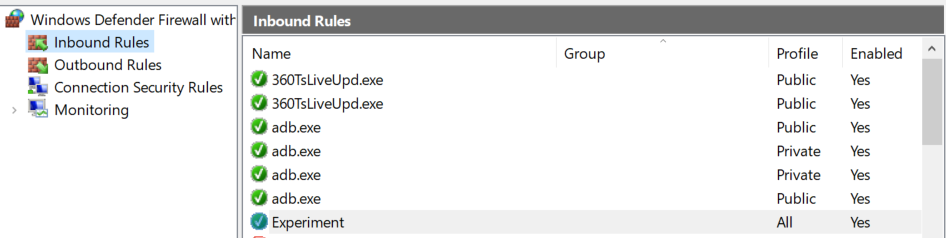 Windows Defender Firewall with
Inbound Rules
Outbound Rules
Connection Security Rules
Monitoring
Inbound Rules
Name Group Profile Enabled
360TsLiveUpd.exe Public Yes
360TsLiveUpd.exe Public Yes
adb.exe Public Yes
adb.exe Private Yes
adb.exe Private Yes
adb.exe Public Yes
Experiment All Yes